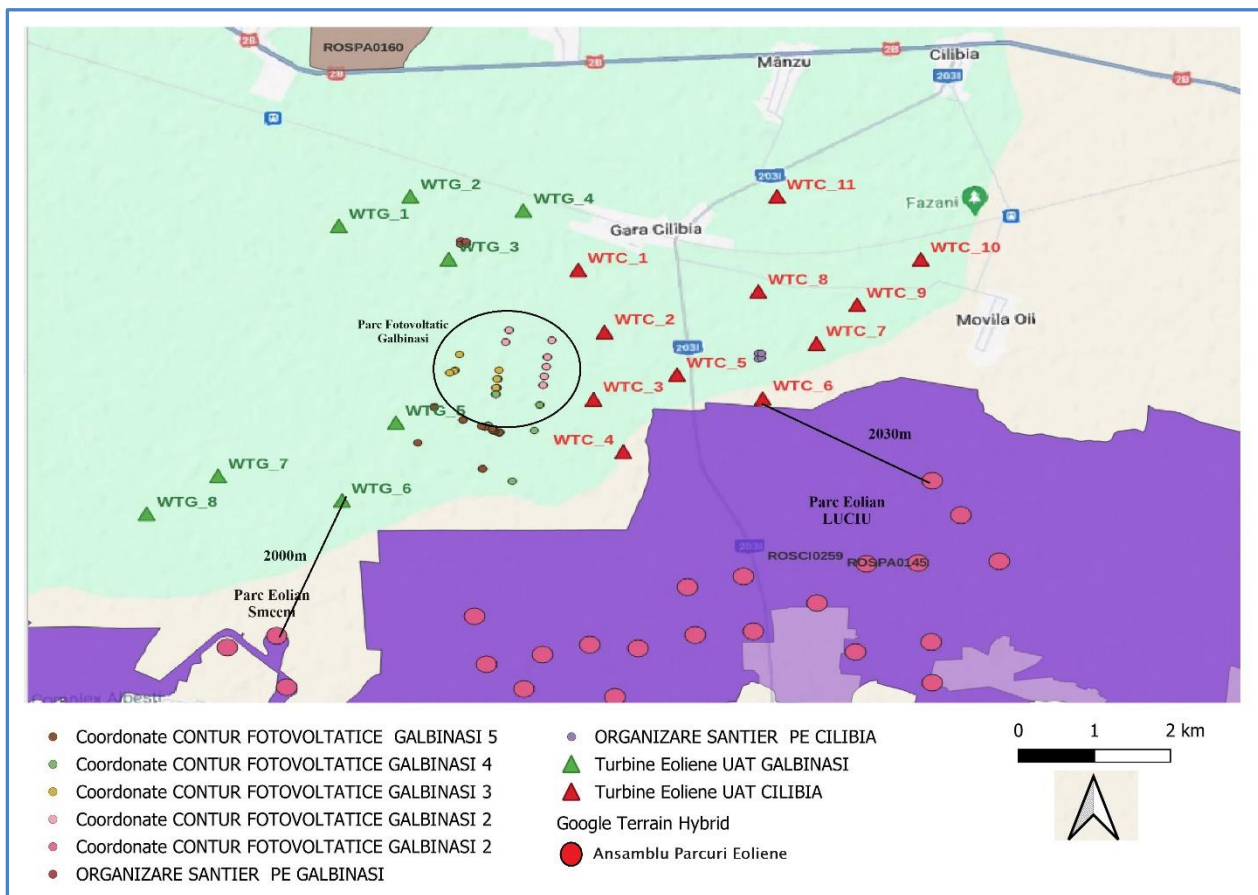 ROSPA0160
2B
2B
2B
2B
2B
Mânzu
Cilibia
2031
2031
WTG_2
WTG_1
WTG_4
WTG_3
WTC_11
Fazani
Gara Cilibia
WTC_1
WTC_10
WTC_8
WTC_9
Movila Oii
Parc Fotovoltatic
Galbinasi
WTC_2
WTC_7
2031
WTC_5
WTC_3
WTC_6
WTG_5
WTC_4
2030m
WTG_7
WTG_6
WTG_8
Parc Eolian
LUCIU
2000m
2031
ROSCI0259
ROSPA0145
Parc Eolian
Smeeni
Coordonate CONTUR FOTOVOLTATICE GALBINASI 5
Coordonate CONTUR FOTOVOLTATICE GALBINASI 4
Coordonate CONTUR FOTOVOLTATICE GALBINASI 3
Coordonate CONTUR FOTOVOLTATICE GALBINASI 2
Coordonate CONTUR FOTOVOLTATICE GALBINASI 2
ORGANIZARE SANTIER PE GALBINASI
ORGANIZARE SANTIER PE CILIBIA
Turbine Eoliene UAT GALBINASI
Turbine Eoliene UAT CILIBIA
Google Terrain Hybrid
Ansamblu Parcuri Eoliene
0 1 2 km